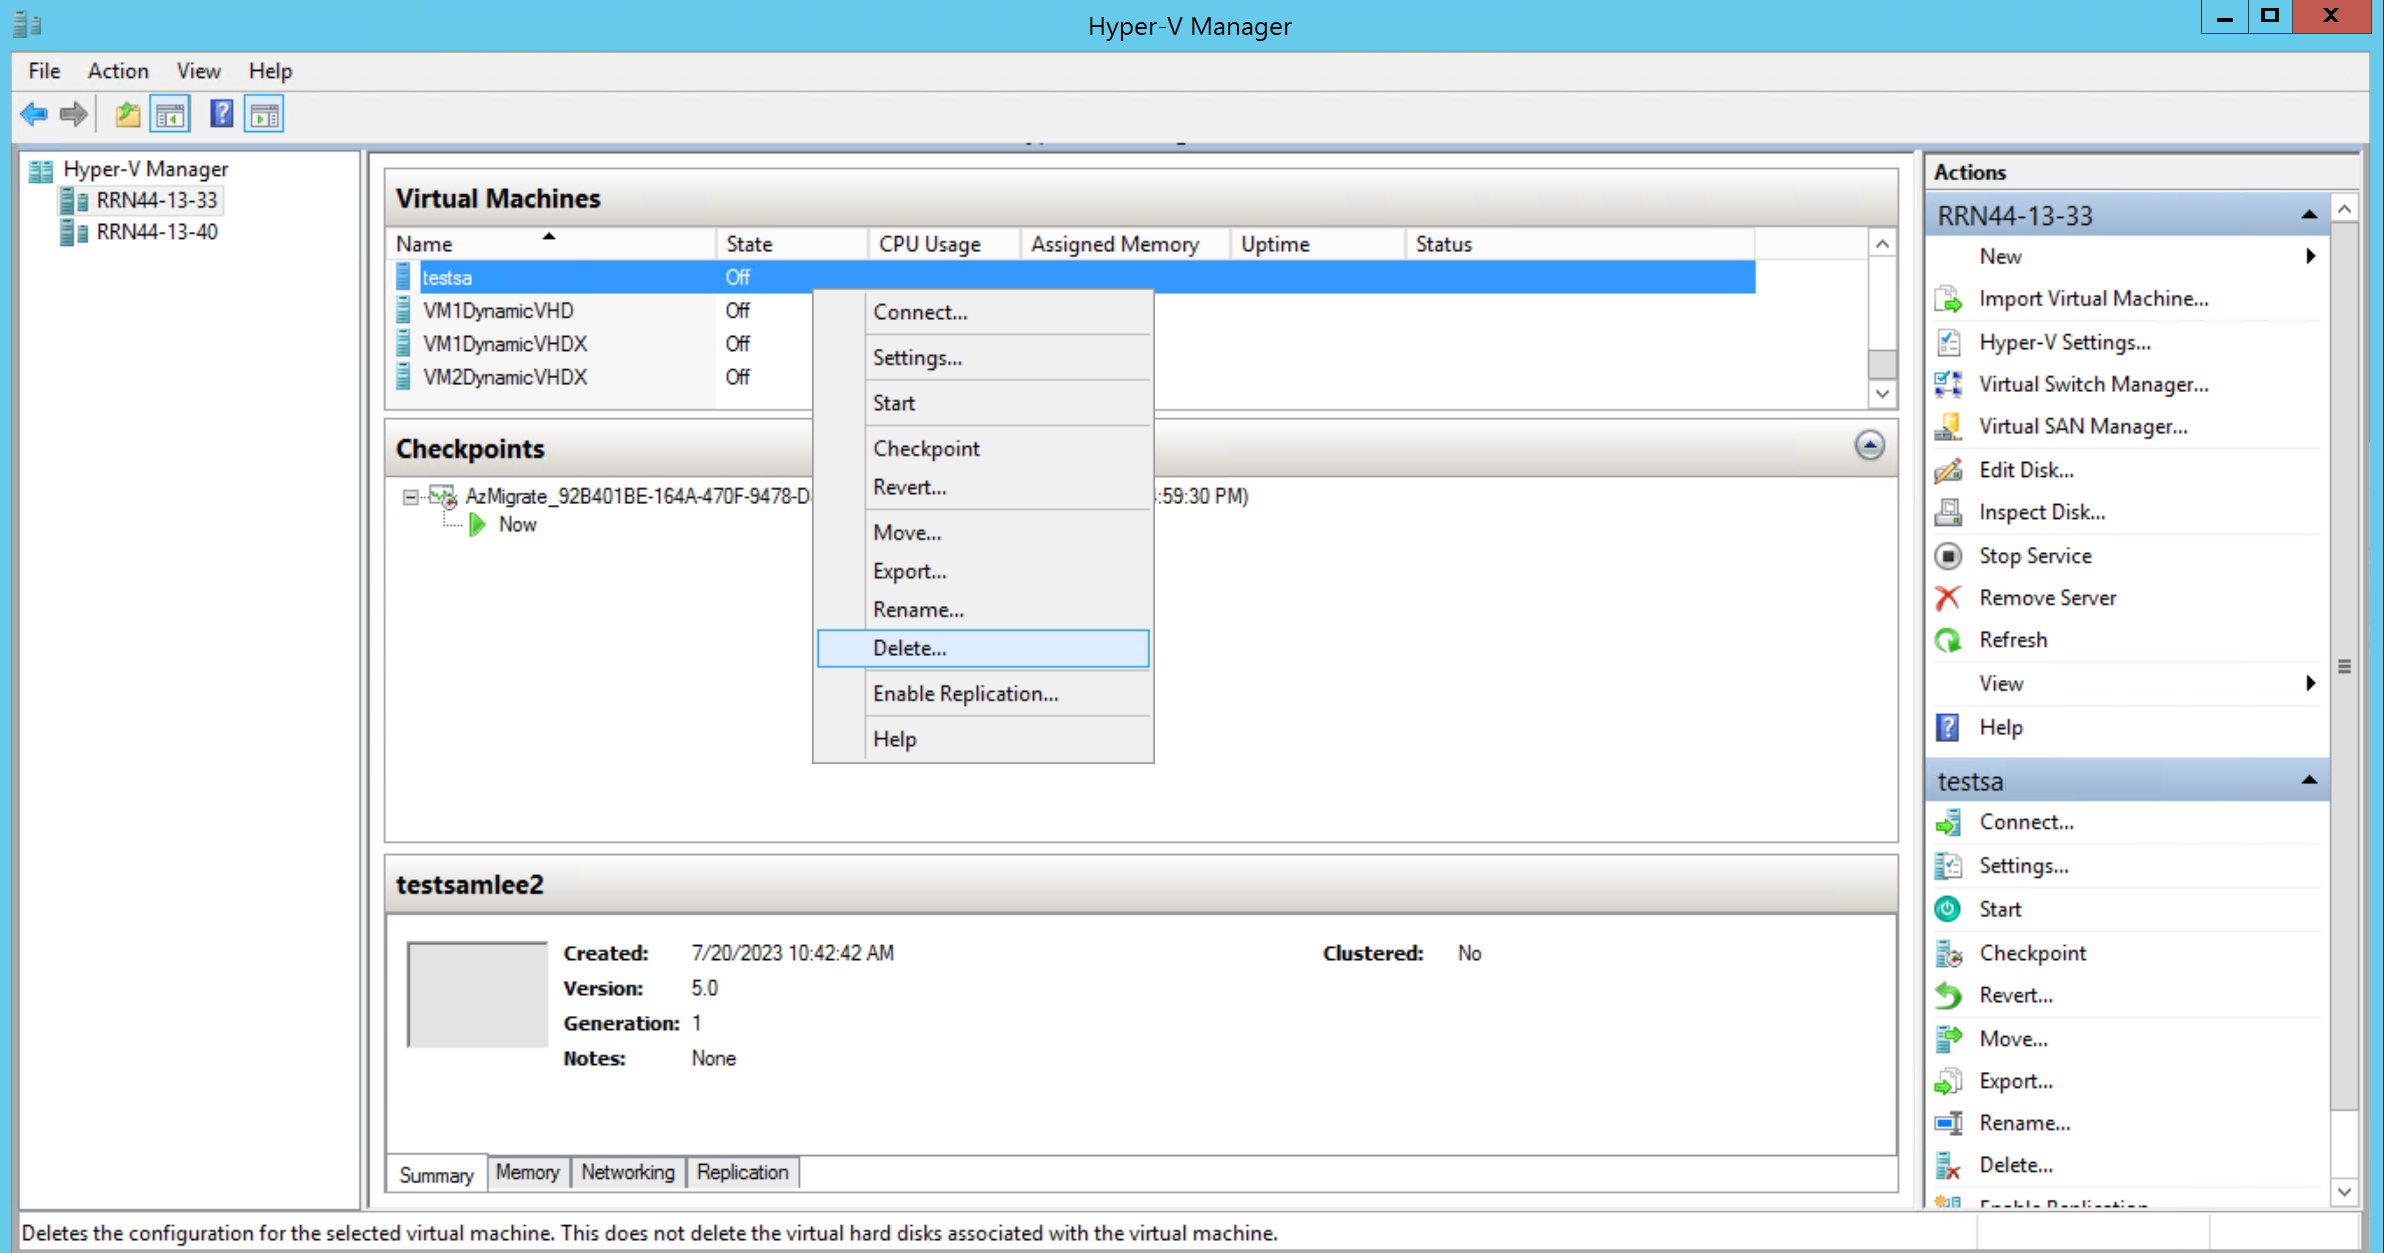 Hyper-V Manager
File Action View Help
Hyper-V Manager
RRN44-13-33
RRN44-13-40
Virtual Machines
Name State CPU Usage Assigned Memory Uptime Status
testsa Off
VM1DynamicVHD Off
VM1DynamicVHDX Off
VM2DynamicVHDX Off
Connect...
Settings...
Start
Checkpoint
Revert...
Move...
Export...
Rename...
Delete...
Enable Replication...
Help
Checkpoints
AzMigrate_92B401BE-164A-470F-9478-D :59:30 PM)
Now
testsamlee2
Created: 7/20/2023 10:42:42 AM Clustered: No
Version: 5.0
Generation: 1
Notes: None
Summary Memory Networking Replication
Actions
RRN44-13-33
New
Import Virtual Machine...
Hyper-V Settings...
Virtual Switch Manager...
Virtual SAN Manager...
Edit Disk...
Inspect Disk...
Stop Service
Remove Server
Refresh
View
Help
testsa
Connect...
Settings...
Start
Checkpoint
Revert...
Move...
Export...
Rename...
Delete...
Enable Replication
Deletes the configuration for the selected virtual machine. This does not delete the virtual hard disks associated with the virtual machine.